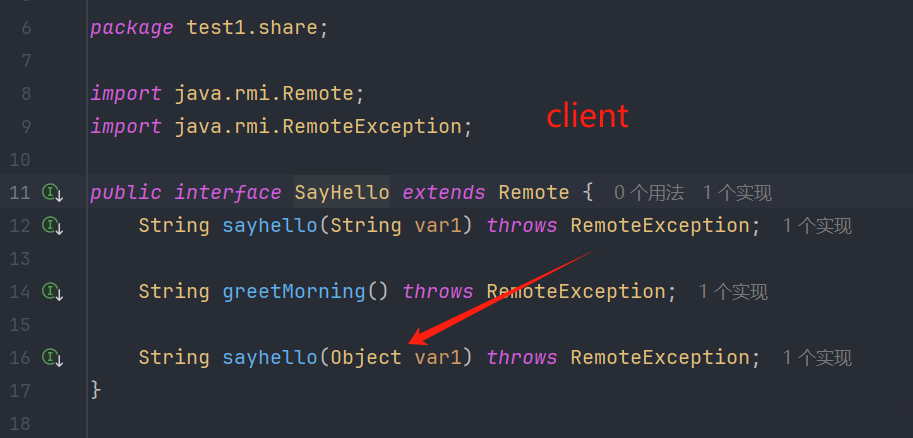 6 package test1.share;
7
8 import java.rmi.Remote;
9 import java.rmi.RemoteException;
client
10
11 public interface SayHello extends Remote { 0 个用法 1 个实现
12 String sayhello(String var1) throws RemoteException; 1 个实现
13
14 String greetMorning() throws RemoteException; 1 个实现
15
16 String sayhello(Object var1) throws RemoteException; 1 个实现
17 }
18